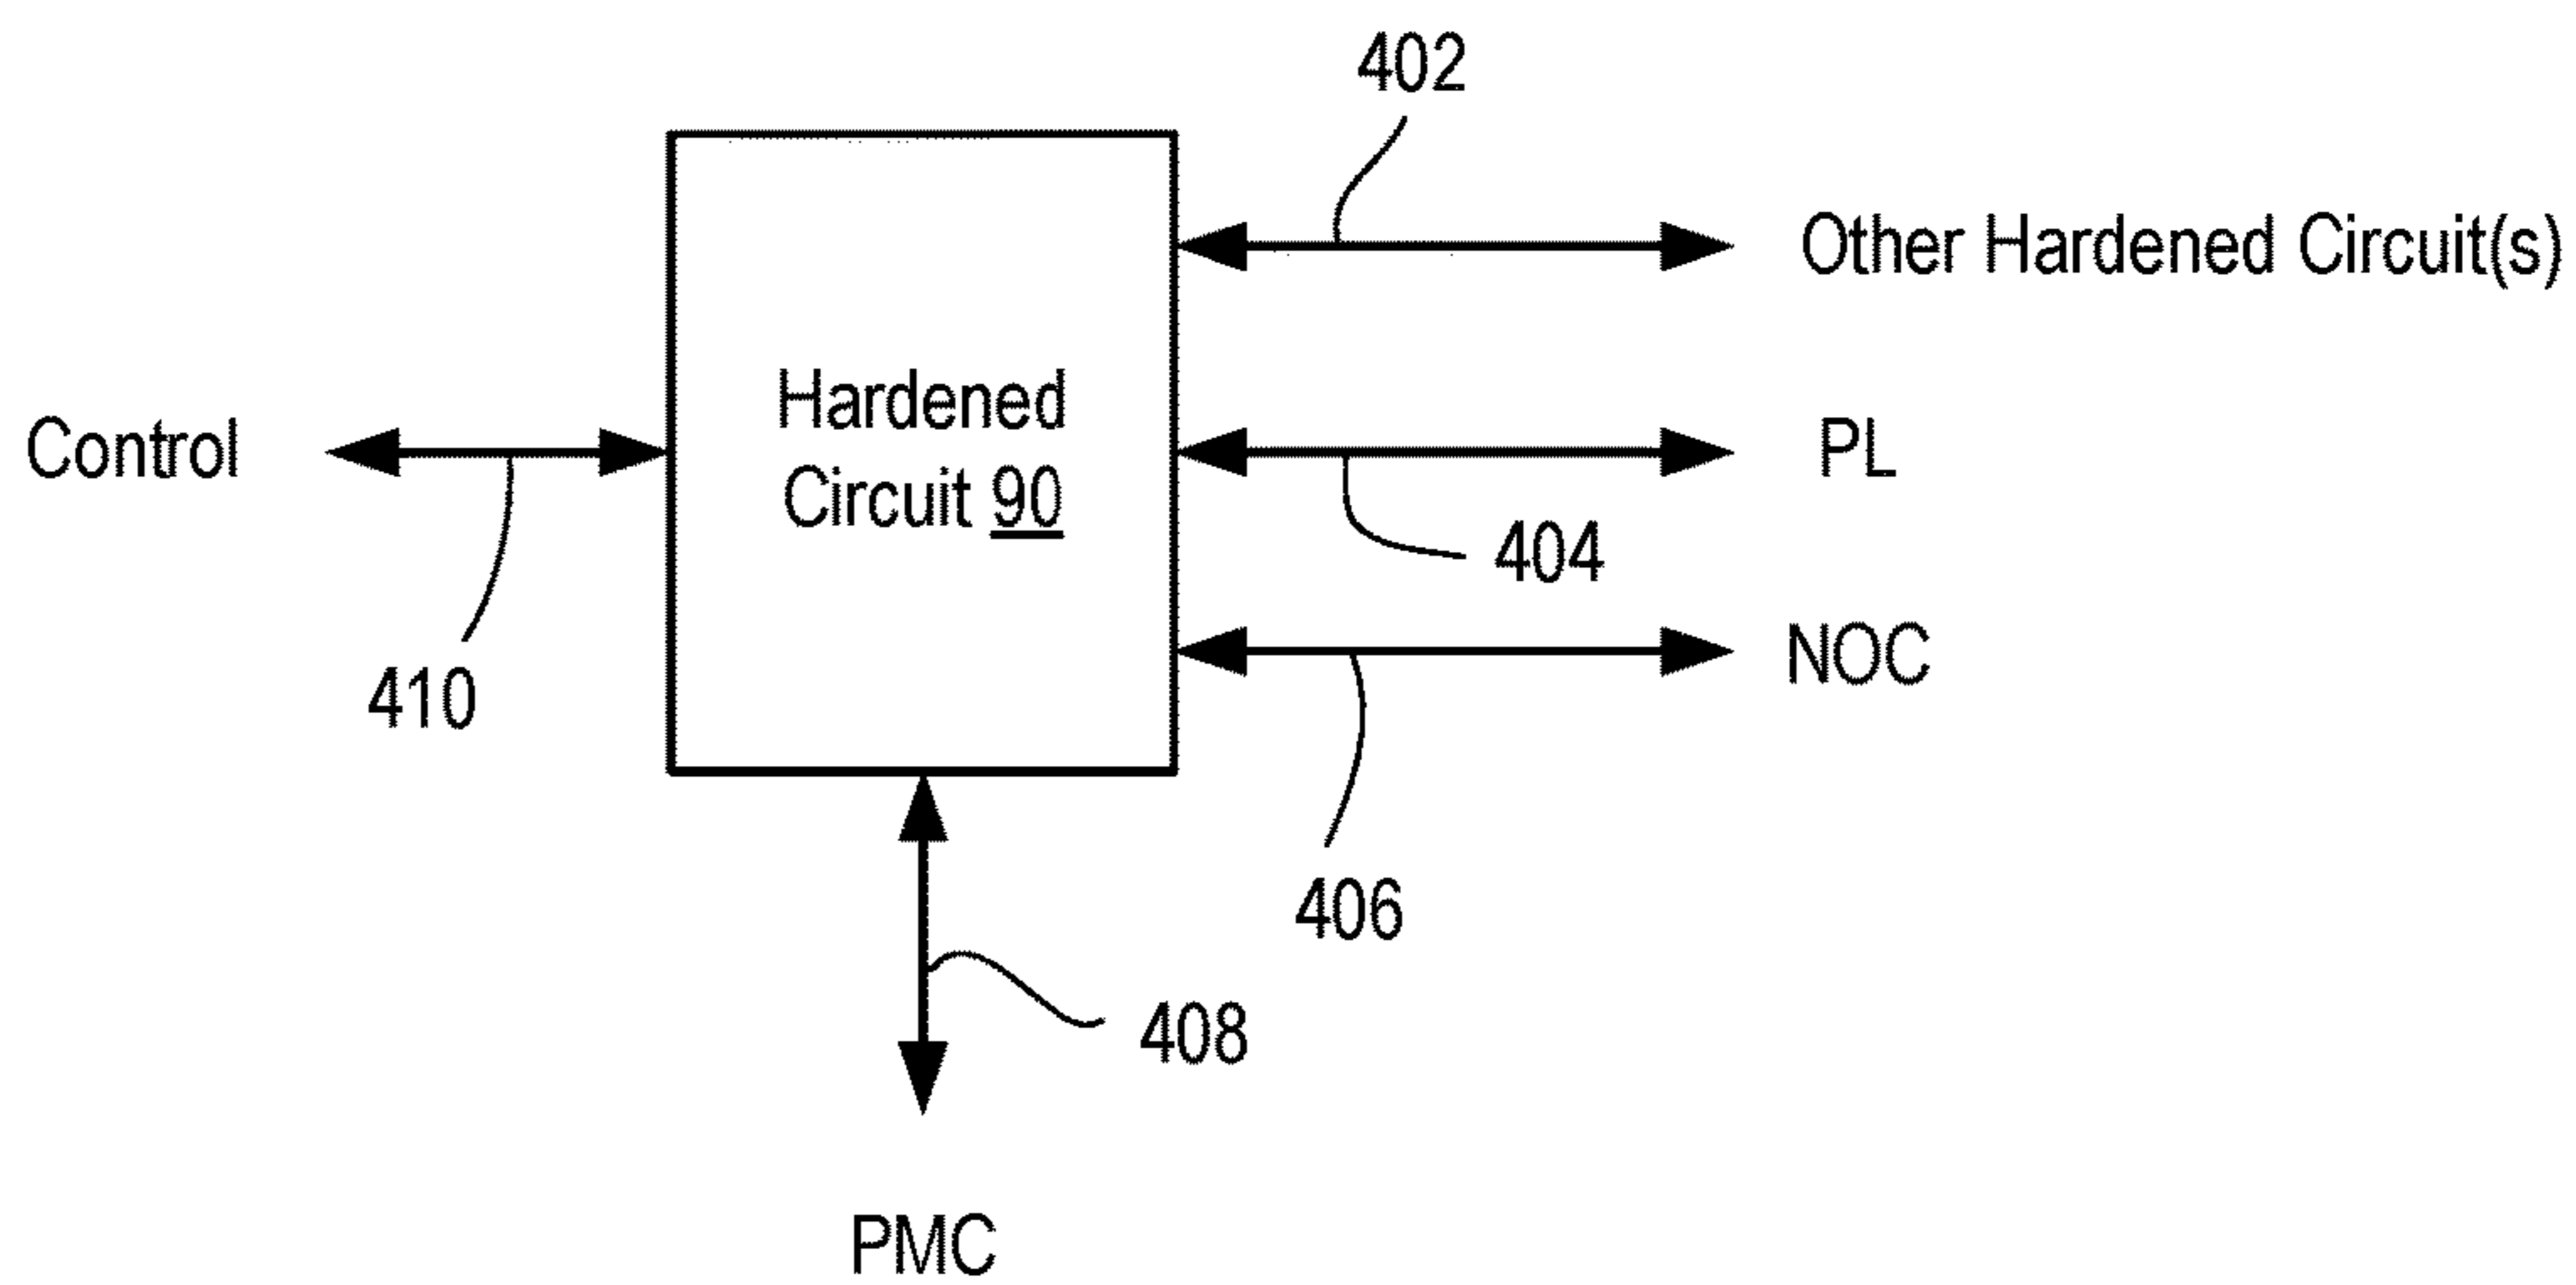 402
Other Hardened Circuit(s)
Control
Hardened
Circuit 90
PL
404
NOC
410
406
408
PMC